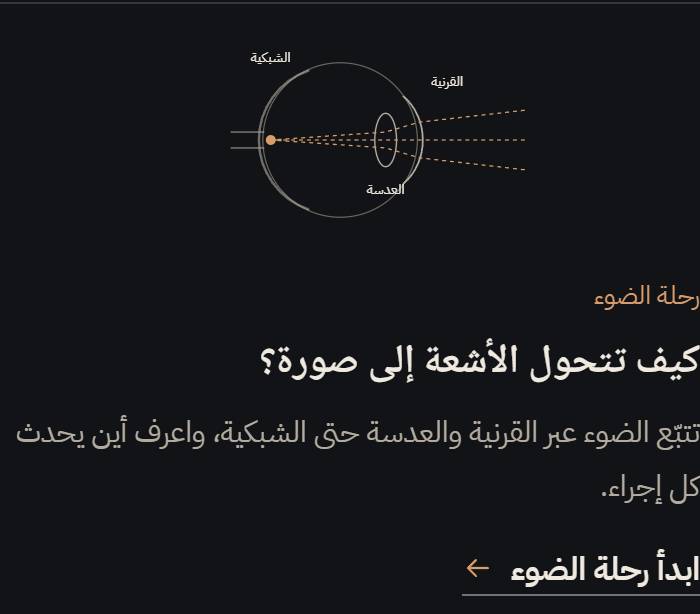 الشبكية
القرنية
العدسة
رحلة الضوء
كيف تتحول الأشعة إلى صورة؟
تتبّع الضوء عبر القرنية والعدسة حتى الشبكية، واعرف أين يحدث
كل إجراء.
ابدأ رحلة الضوء ←